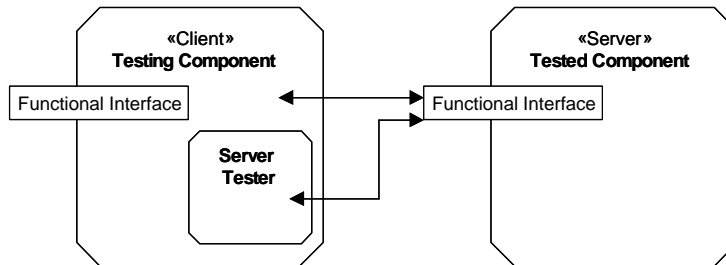 «Client»
Testing Component
Functional Interface
Server
Tester
«Server»
Tested Component
Functional Interface